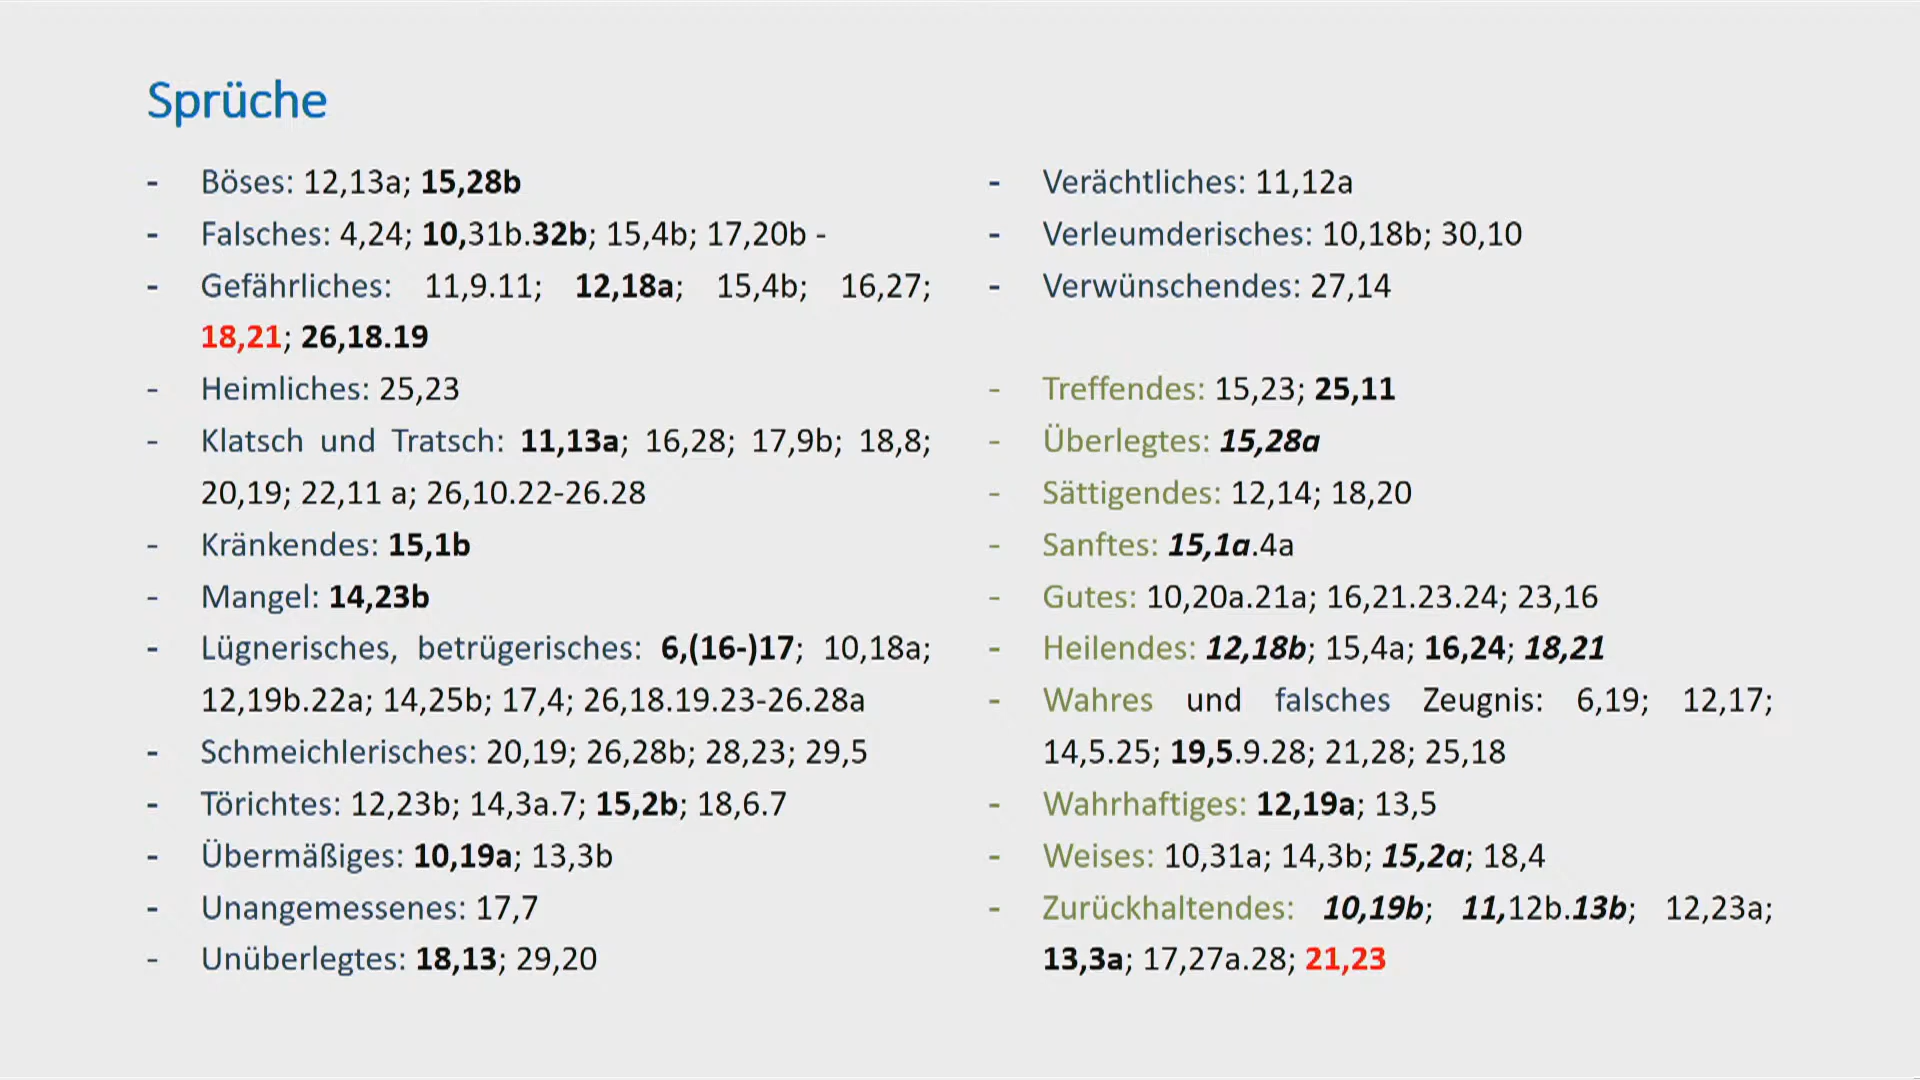 Sprüche
- Böses: 12,13a; 15,28b
- Falsches: 4,24; 10,31b.32b; 15,4b; 17,20b -
- Gefährliches: 11,9.11; 12,18a; 15,4b; 16,27;
18,21; 26,18.19
- Heimliches: 25,23
- Klatsch und Tratsch: 11,13a; 16,28; 17,9b; 18,8;
20,19; 22,11 a; 26,10.22-26.28
- Kränkendes: 15,1b
- Mangel: 14,23b
- Lügnerisches, betrügerisches: 6,(16-)17; 10,18a;
12,19b.22a; 14,25b; 17,4; 26,18.19.23-26.28a
- Schmeichlerisches: 20,19; 26,28b; 28,23; 29,5
- Törichtes: 12,23b; 14,3a.7; 15,2b; 18,6.7
- Übermäßiges: 10,19a; 13,3b
- Unangemessenes: 17,7
- Unüberlegtes: 18,13; 29,20
- Verächtliches: 11,12a
- Verleumderisches: 10,18b; 30,10
- Verwünschendes: 27,14
- Treffendes: 15,23; 25,11
- Überlegtes: 15,28a
- Sättigendes: 12,14; 18,20
- Sanftes: 15,1a.4a
- Gutes: 10,20a.21a; 16,21.23.24; 23,16
- Heilendes: 12,18b; 15,4a; 16,24; 18,21
- Wahres und falsches Zeugnis: 6,19; 12,17;
14,5.25; 19,5.9.28; 21,28; 25,18
- Wahrhaftiges: 12,19a; 13,5
- Weises: 10,31a; 14,3b; 15,2a; 18,4
- Zurückhaltendes: 10,19b; 11,12b.13b; 12,23a;
13,3a; 17,27a.28; 21,23